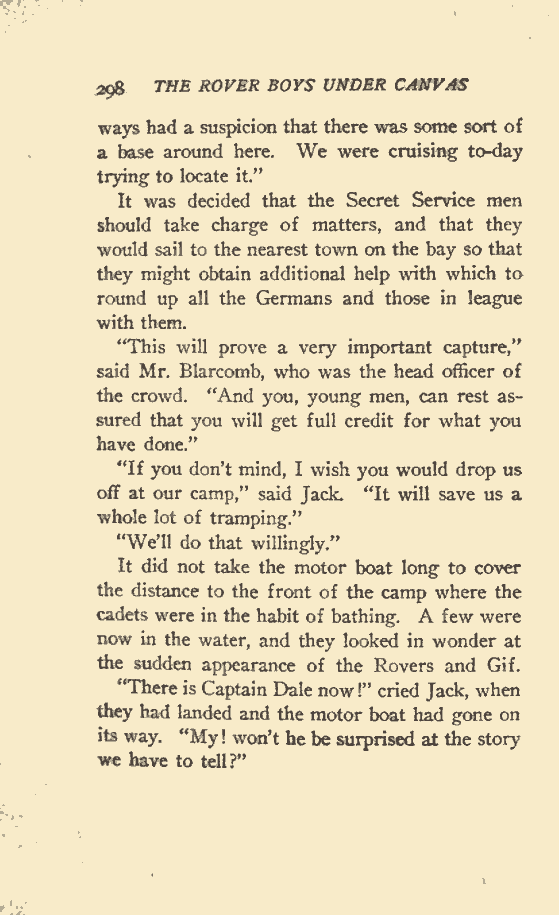 298 THE ROVER BOYS UNDER CANVAS
ways had a suspicion that there was some sort of
a base around here. We were cruising to-day
trying to locate it."
It was decided that the Secret Service men
should take charge of matters, and that they
would sail to the nearest town on the bay so that
they might obtain additional help with which to
round up all the Germans and those in league
with them.
"This will prove a very important capture,"
said Mr. Blarcomb, who was the head officer of
the crowd. "And you, young men, can rest as-
sured that you will get full credit for what you
have done."
"If you don't mind, I wish you would drop us
off at our camp," said Jack. "It will save us a
whole lot of tramping."
"We'll do that willingly."
It did not take the motor boat long to cover
the distance to the front of the camp where the
cadets were in the habit of bathing. A few were
now in the water, and they looked in wonder at
the sudden appearance of the Rovers and Gif.
"There is Captain Dale now!" cried Jack, when
they had landed and the motor boat had gone on
its way. "My! won't he be surprised at the story
we have to tell?"